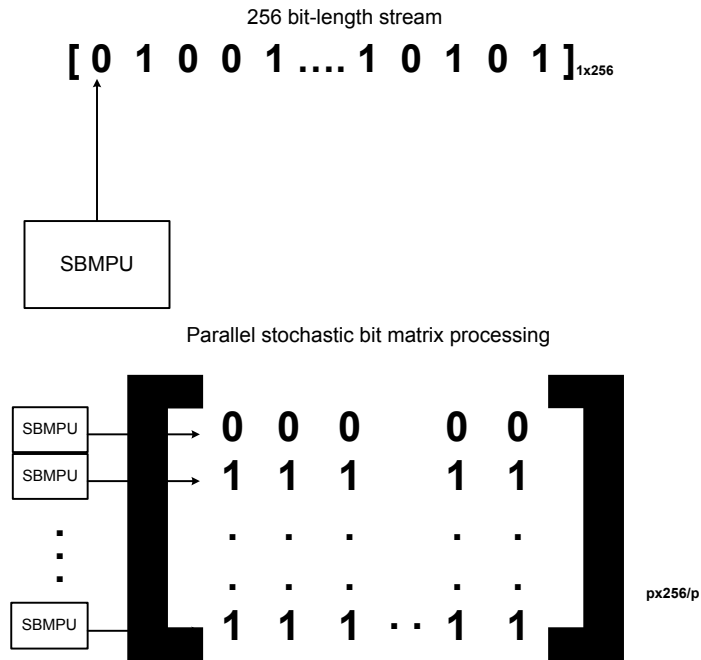 256 bit-length stream
[ 0 1 0 0 1 .... 1 0 1 0 1 ]1x256
SBMPU
Parallel stochastic bit matrix processing
SBMPU 0 0 0 0 0
SBMPU 1 1 1 1 1
. . . . .
. . . . .
px256/p
SBMPU 1 1 1 . . 1 1